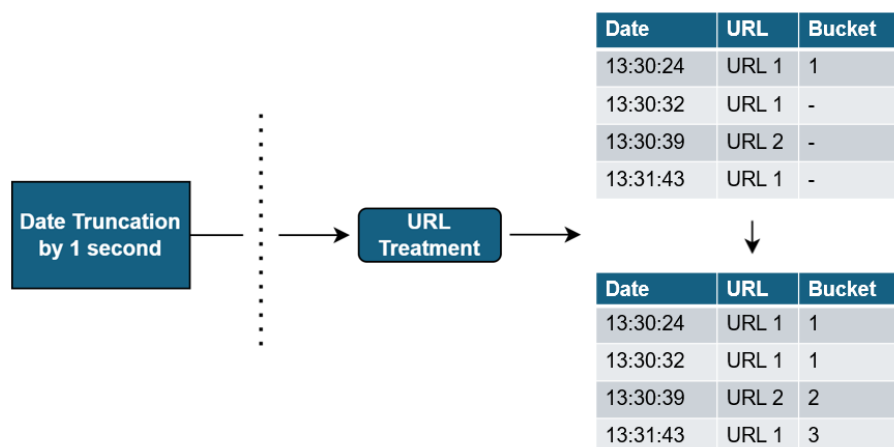 Date Truncation
by 1 second
URL
Treatment
Date URL Bucket
13:30:24 URL 1 1
13:30:32 URL 1 -
13:30:39 URL 2 -
13:31:43 URL 1 -
Date URL Bucket
13:30:24 URL 1 1
13:30:32 URL 1 1
13:30:39 URL 2 2
13:31:43 URL 1 3